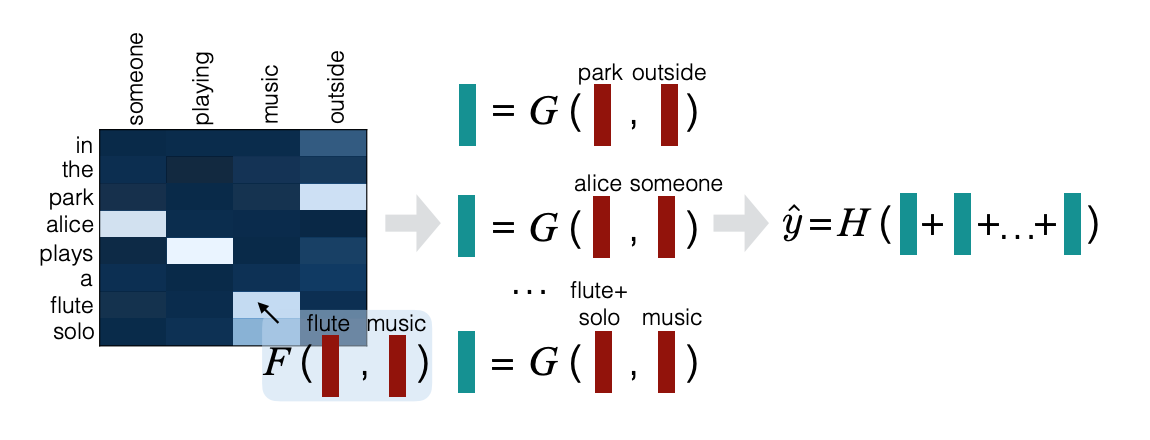 someone playing music outside
in
the
park
alice
plays
a
flute
solo
F ( flute , music )
park outside
= G ( , )
alice someone
= G ( , )
...
flute+
solo music
= G ( , )
ŷ = H ( + +...+ )